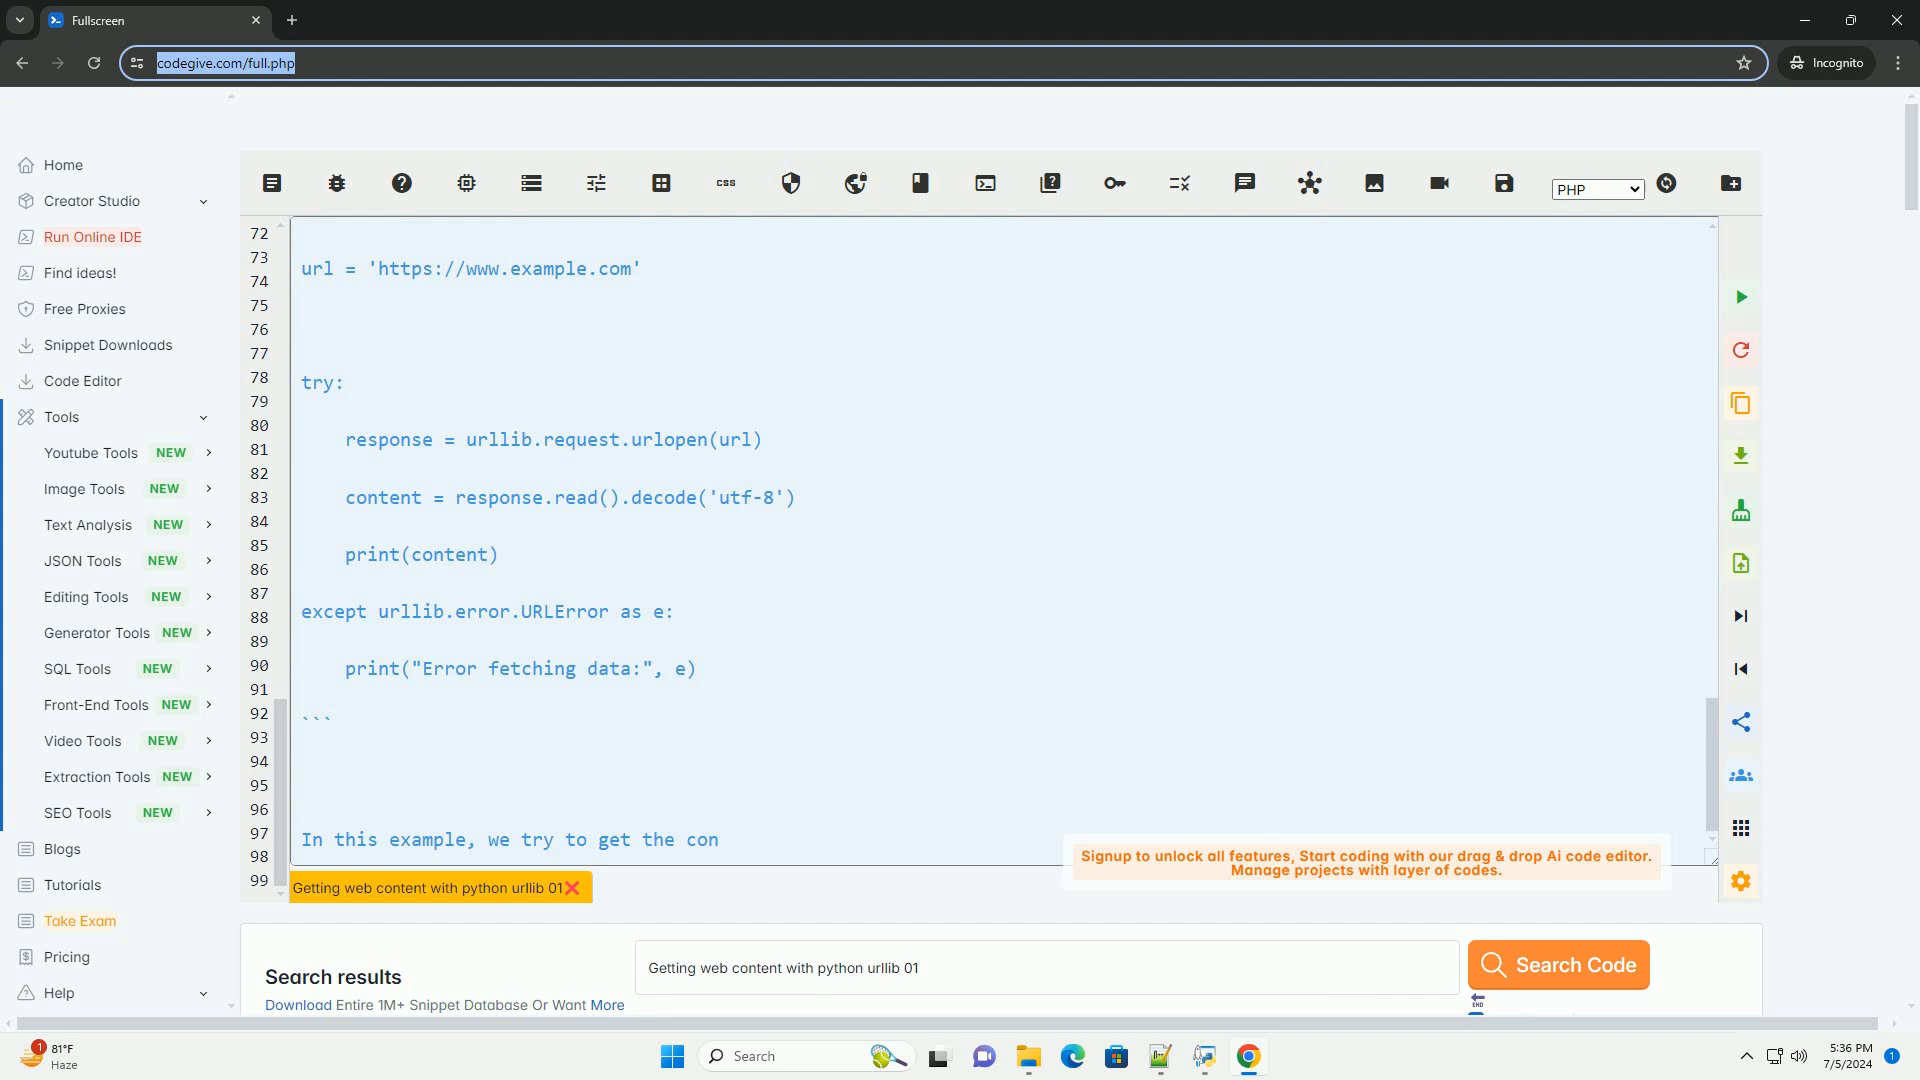 Fullscreen
codegive.com/full.php
Incognito
Home
Creator Studio
Run Online IDE
Find ideas!
Free Proxies
Snippet Downloads
Code Editor
Tools
Youtube Tools NEW
Image Tools NEW
Text Analysis NEW
JSON Tools NEW
Editing Tools NEW
Generator Tools NEW
SQL Tools NEW
Front-End Tools NEW
Video Tools NEW
Extraction Tools NEW
SEO Tools NEW
Blogs
Tutorials
Take Exam
Pricing
Help
CSS
PHP
72
73
74
75
76
77
78
79
80
81
82
83
84
85
86
87
88
89
90
91
92
93
94
95
96
97
98
99
url = 'https://www.example.com'
try:
response = urllib.request.urlopen(url)
content = response.read().decode('utf-8')
print(content)
except urllib.error.URLError as e:
print("Error fetching data:", e)
```
In this example, we try to get the con
Signup to unlock all features, Start coding with our drag & drop Ai code editor.
Manage projects with layer of codes.
Getting web content with python urllib 01
Search results
Download Entire 1M+ Snippet Database Or Want More
Getting web content with python urllib 01
Search Code
END
1
81°F
Haze
Search
5:36 PM
7/5/2024
1